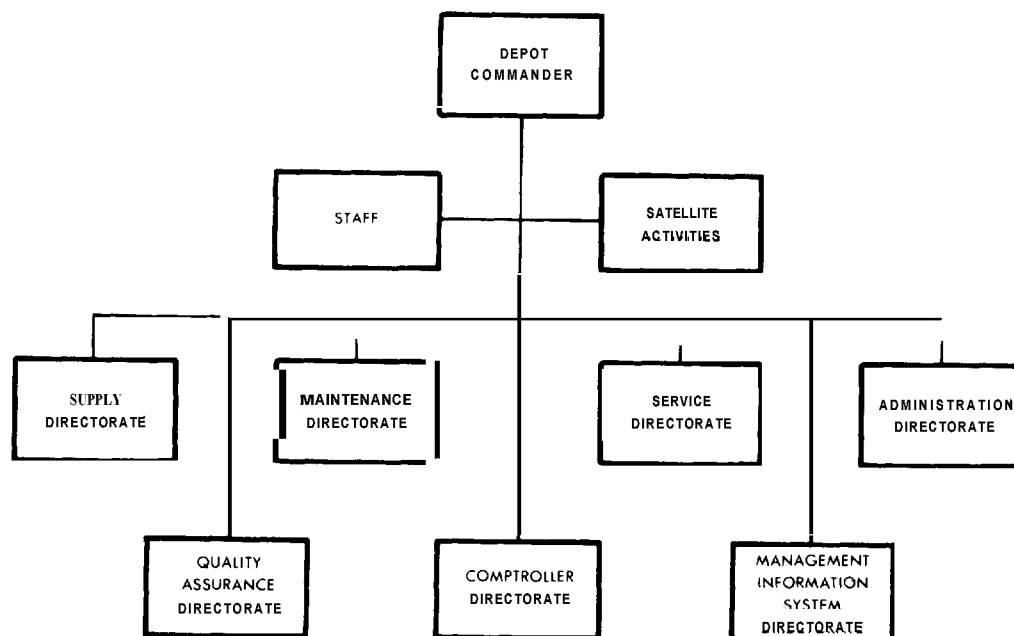 DEPOT
COMMANDER
STAFF
SATELLITE
ACTIVITIES
SUPPLY
DIRECTORATE
MAINTENANCE
DIRECTORATE
SERVICE
DIRECTORATE
ADMINISTRATION
DIRECTORATE
QUALITY
ASSURANCE
DIRECTORATE
COMPTROLLER
DIRECTORATE
MANAGEMENT
INFORMATION
SYSTEM
DIRECTORATE